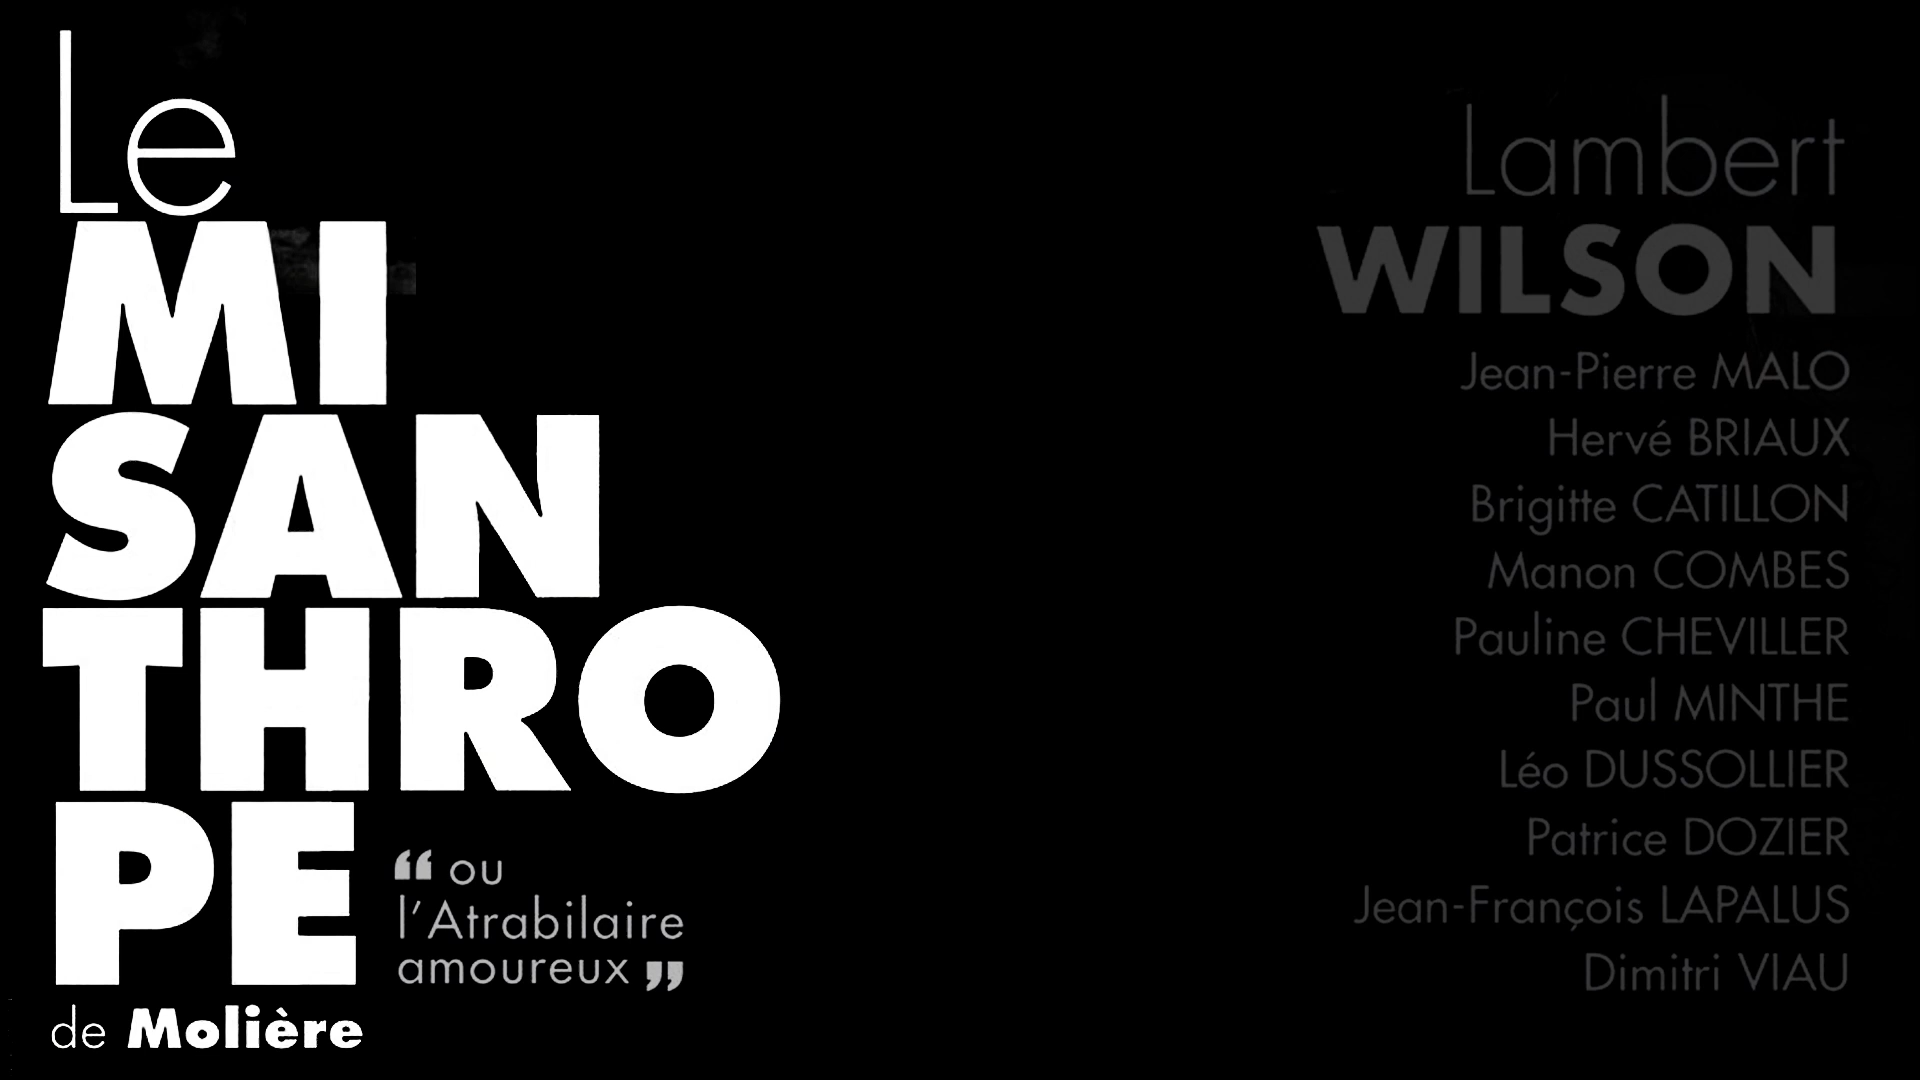 Le
MI
SAN
THRO
PE
“ ou
l’Atrabilaire
amoureux ”
de Molière
Lambert
WILSON
Jean-Pierre MALO
Hervé BRIAUX
Brigitte CATILLON
Manon COMBES
Pauline CHEVILLER
Paul MINTHE
Léo DUSSOLLIER
Patrice DOZIER
Jean-François LAPALUS
Dimitri VIAU